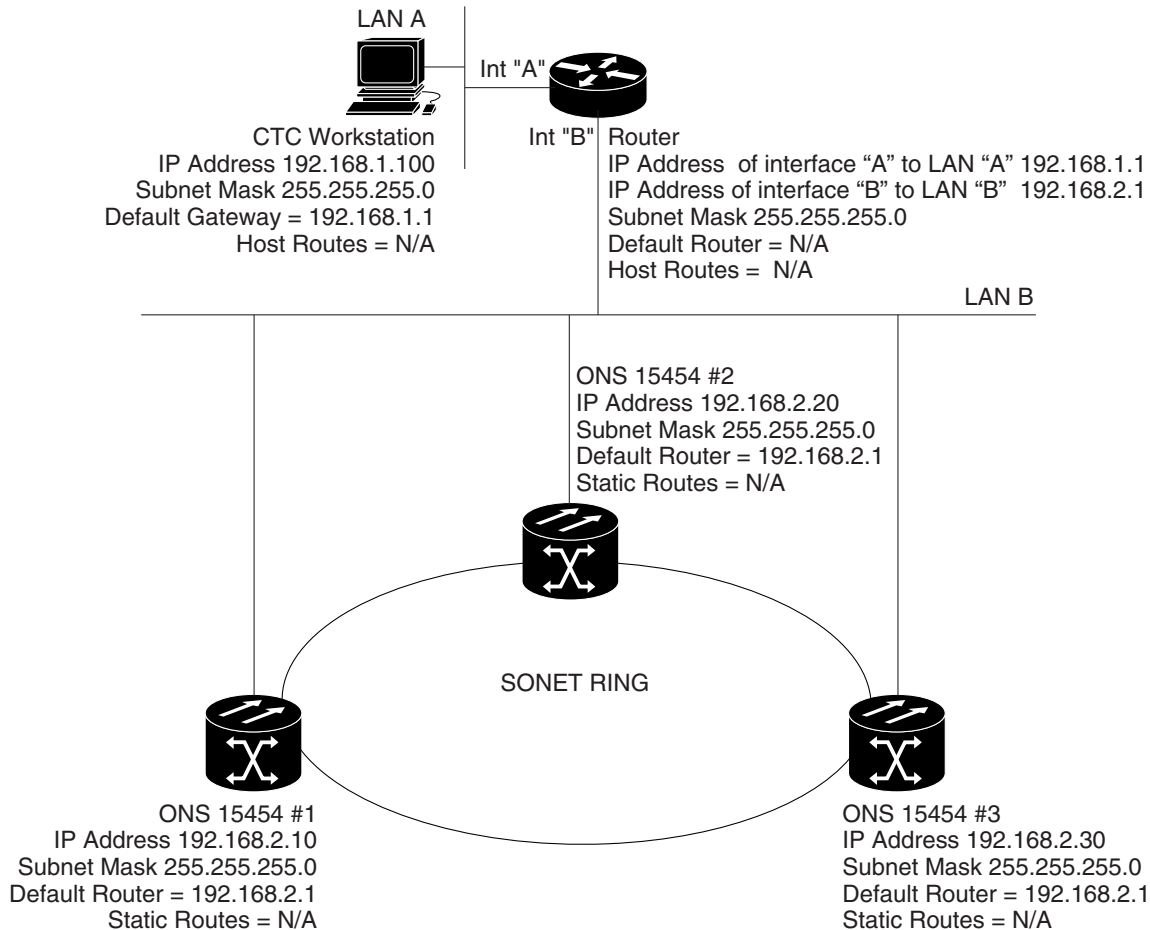 LAN A
Int "A"
CTC Workstation
IP Address 192.168.1.100
Subnet Mask 255.255.255.0
Default Gateway = 192.168.1.1
Host Routes = N/A
Int "B"
Router
IP Address  of interface “A” to LAN “A” 192.168.1.1
IP Address of interface “B” to LAN “B”  192.168.2.1
Subnet Mask 255.255.255.0
Default Router = N/A
Host Routes =  N/A
LAN B
ONS 15454 #2
IP Address 192.168.2.20
Subnet Mask 255.255.255.0
Default Router = 192.168.2.1
Static Routes = N/A
SONET RING
ONS 15454 #1
IP Address 192.168.2.10
Subnet Mask 255.255.255.0
Default Router = 192.168.2.1
Static Routes = N/A
ONS 15454 #3
IP Address 192.168.2.30
Subnet Mask 255.255.255.0
Default Router = 192.168.2.1
Static Routes = N/A